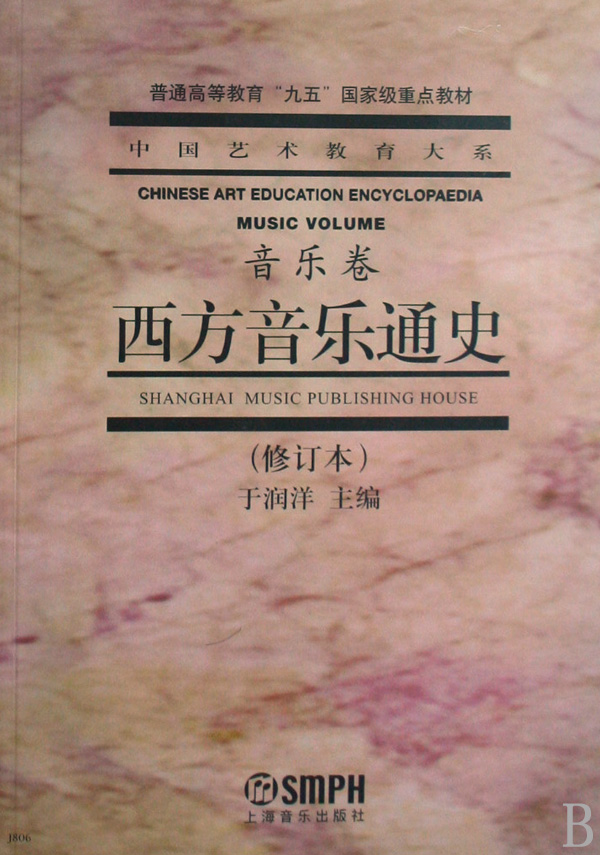 普通高等教育“九五”国家级重点教材
中国艺术教育大系
CHINESE ART EDUCATION ENCYCLOPAEDIA
MUSIC VOLUME
音乐卷
西方音乐通史
SHANGHAI MUSIC PUBLISHING HOUSE
(修订本)
于润洋 主编
SMPH
上海音乐出版社
J806
B